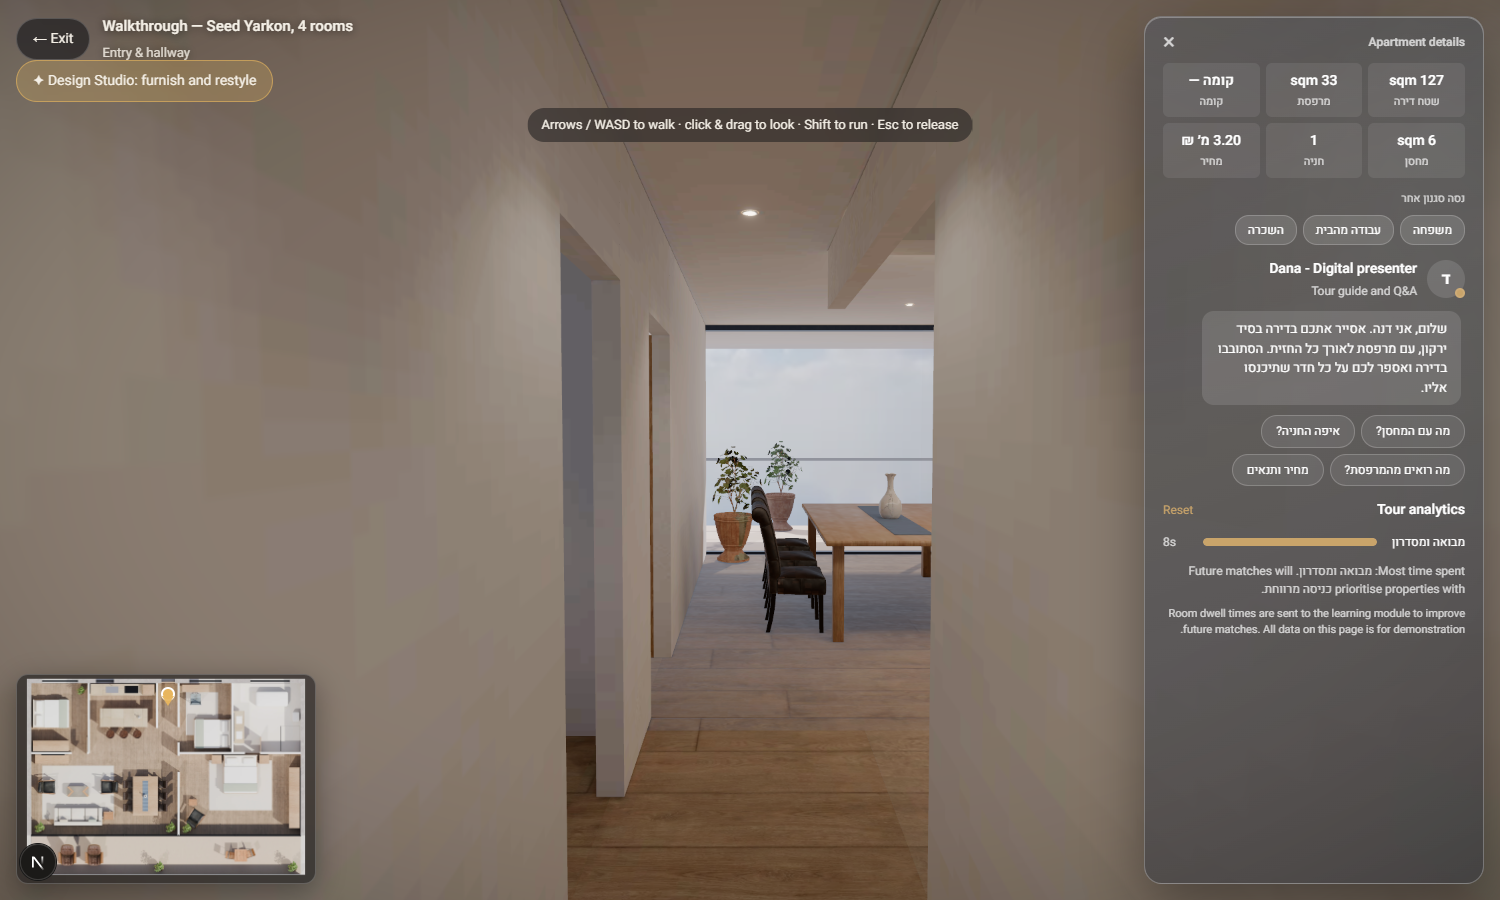 ← Exit
Walkthrough — Seed Yarkon, 4 rooms
Entry & hallway
✦ Design Studio: furnish and restyle
Arrows / WASD to walk · click & drag to look · Shift to run · Esc to release
N
✕ Apartment details
127 sqm
שטח דירה
33 sqm
מרפסת
קומה —
קומה
6 sqm
מחסן
1
חניה
3.20 מ׳ ₪
מחיר
נסה סגנון אחר
משפחה
עבודה מהבית
השכרה
ד
Dana - Digital presenter
Tour guide and Q&A
שלום, אני דנה. אסייר אתכם בדירה בסיד
ירקון, עם מרפסת לאורך כל החזית. הסתובבו
בדירה ואספר לכם על כל חדר שתיכנסו
אליו.
מה עם המחסן?
איפה החניה?
מה רואים מהמרפסת?
מחיר ותנאים
Tour analytics
Reset
מבואה ומסדרון
8s
Most time spent: מבואה ומסדרון. Future matches will
prioritise properties with כניסה מרווחת.
Room dwell times are sent to the learning module to improve
future matches. All data on this page is for demonstration.